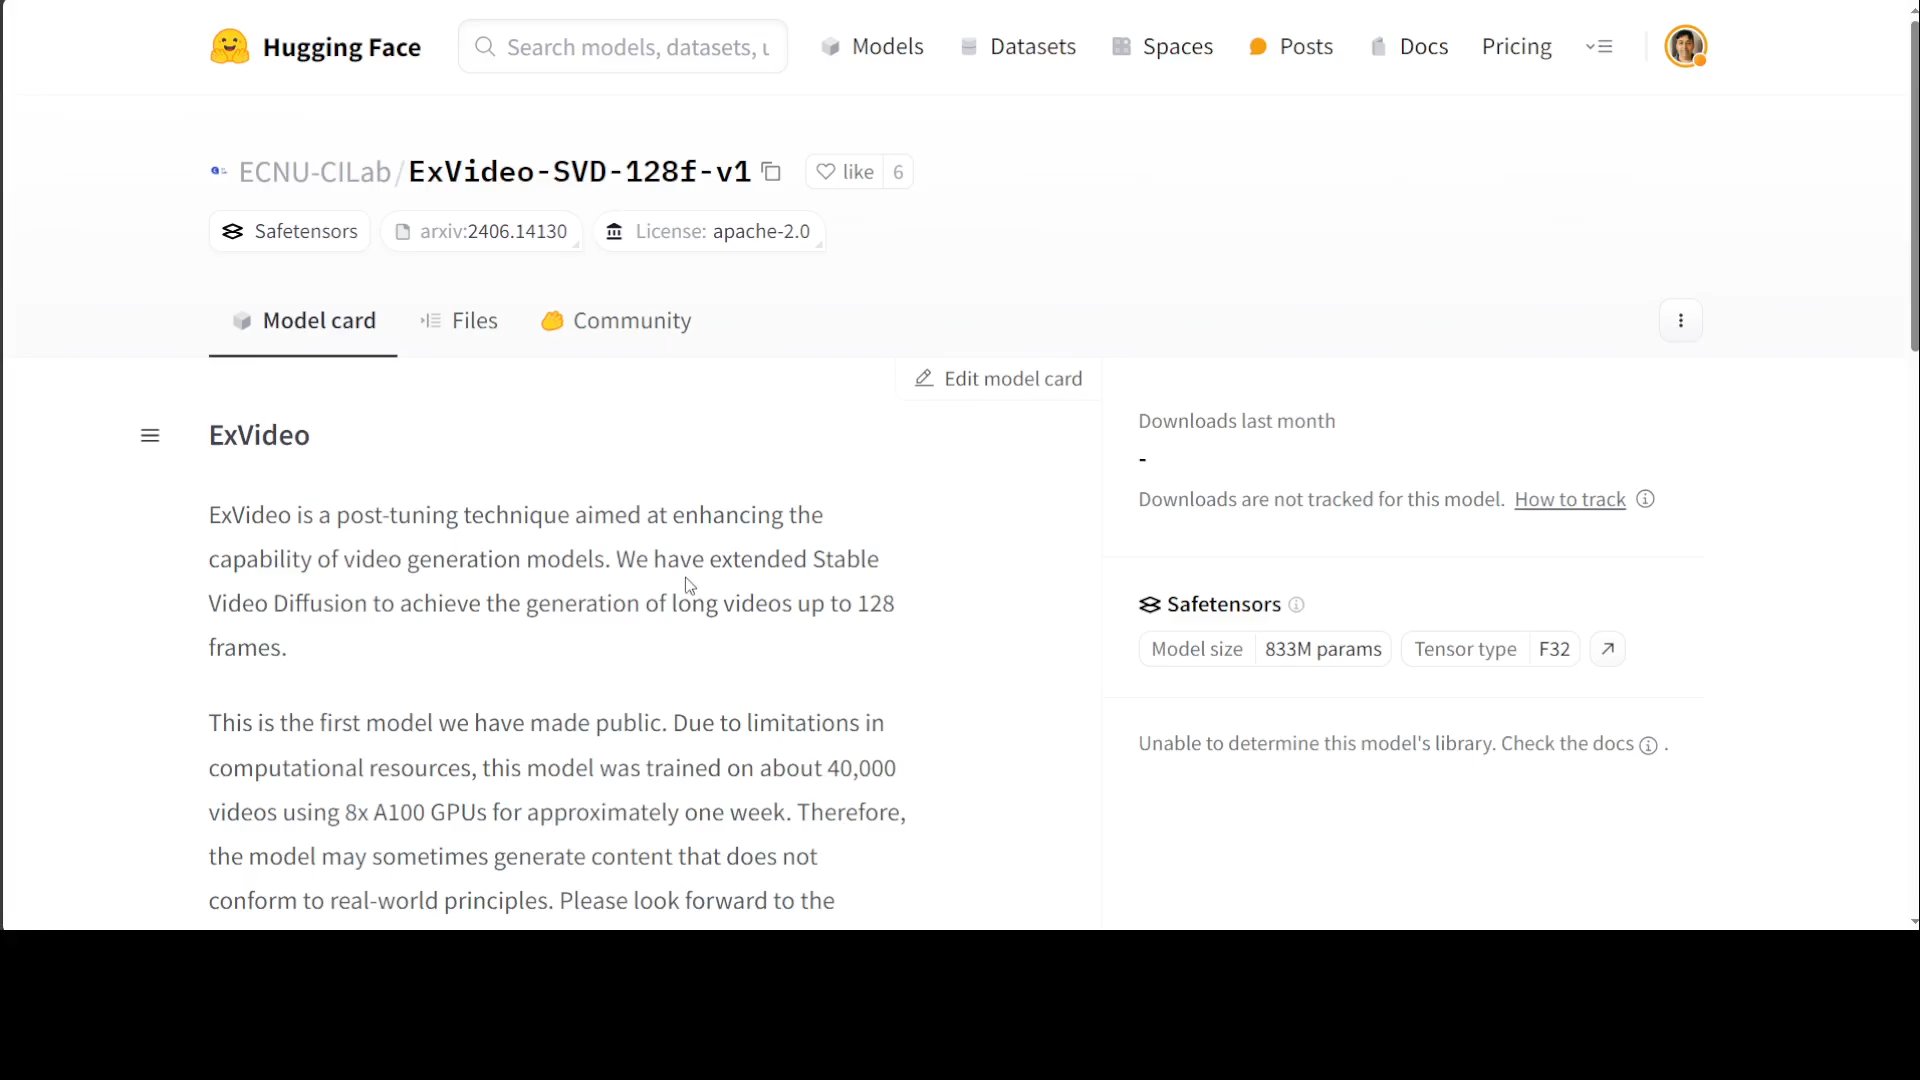 Hugging Face
Search models, datasets, u
Models
Datasets
Spaces
Posts
Docs
Pricing
ECNU-CILab/ExVideo-SVD-128f-v1
like 6
Safetensors
arxiv:2406.14130
License: apache-2.0
Model card
Files
Community
Edit model card
ExVideo
ExVideo is a post-tuning technique aimed at enhancing the
capability of video generation models. We have extended Stable
Video Diffusion to achieve the generation of long videos up to 128
frames.
This is the first model we have made public. Due to limitations in
computational resources, this model was trained on about 40,000
videos using 8x A100 GPUs for approximately one week. Therefore,
the model may sometimes generate content that does not
conform to real-world principles. Please look forward to the
Downloads last month
-
Downloads are not tracked for this model. How to track
Safetensors
Model size 833M params Tensor type F32
Unable to determine this model's library. Check the docs .